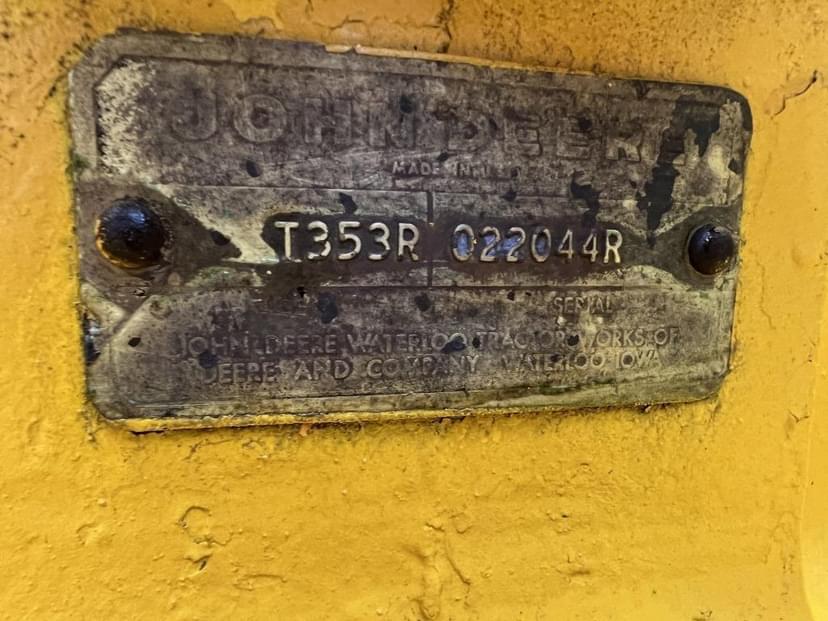 JOHN DEERE
MADE IN U.S.A.
T353R 022044R
SERIAL
JOHN DEERE WATERLOO TRACTOR WORKS OF
DEERE AND COMPANY WATERLOO, IOWA